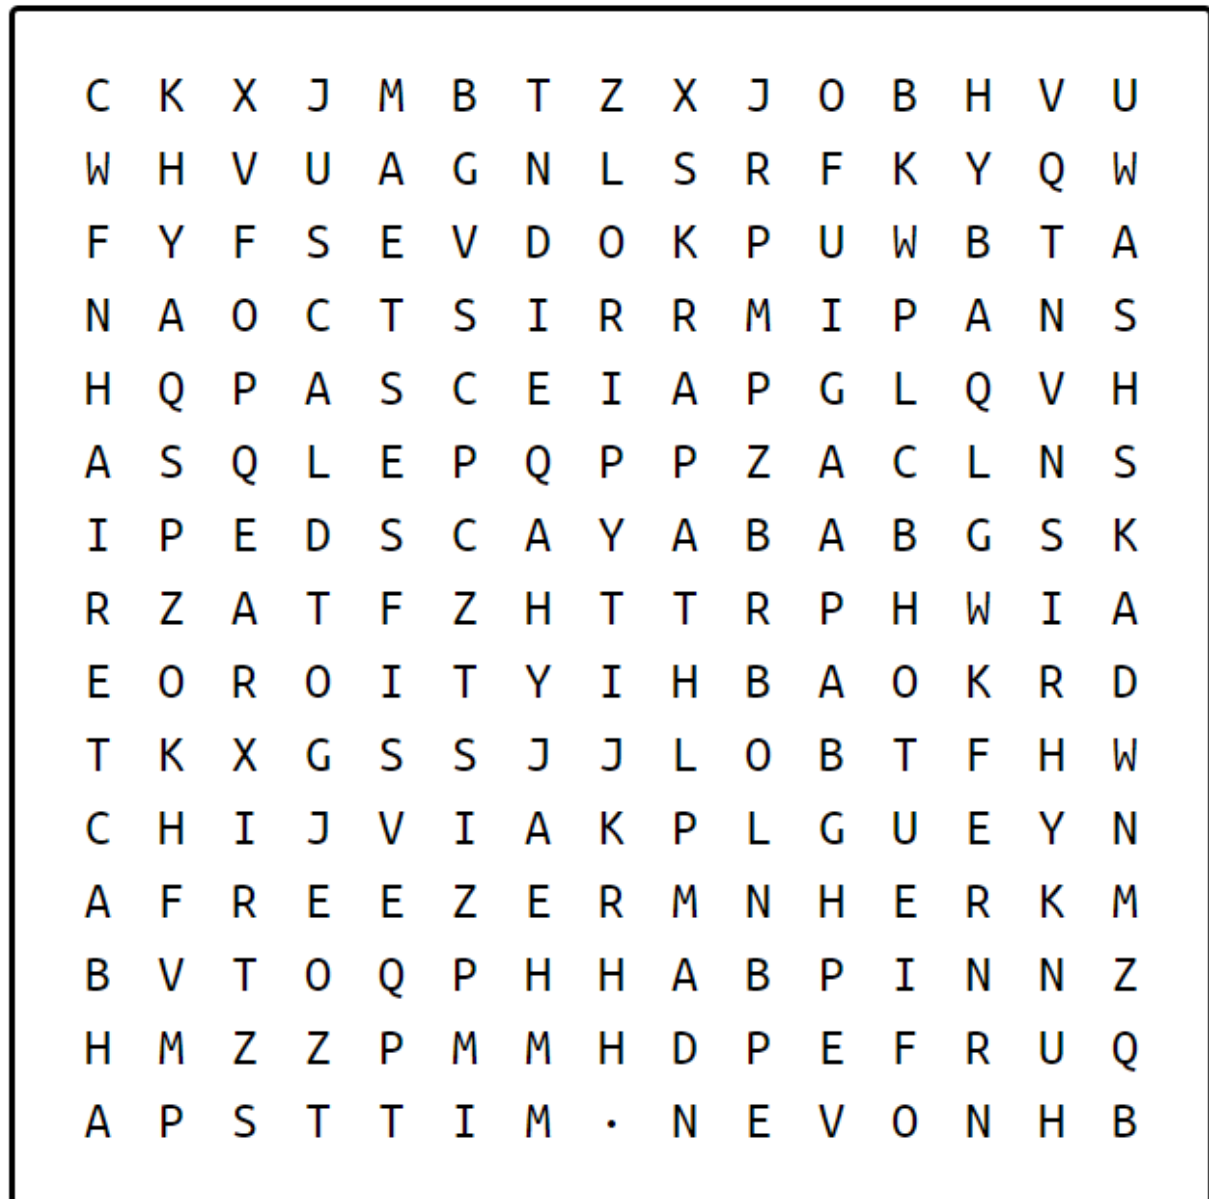 C K X J M B T Z X J O B H V U
W H V U A G N L S R F K Y Q W
F Y F S E V D O K P U W B T A
N A O C T S I R R M I P A N S
H Q P A S C E I A P G L Q V H
A S Q L E P Q P P Z A C L N S
I P E D S C A Y A B A B G S K
R Z A T F Z H T T R P H W I A
E O R O I T Y I H B A O K R D
T K X G S S J J L O B T F H W
C H I J V I A K P L G U E Y N
A F R E E Z E R M N H E R K M
B V T O Q P H H A B P I N N Z
H M Z Z P M M H D P E F R U Q
A P S T T I M · N E V O N H B